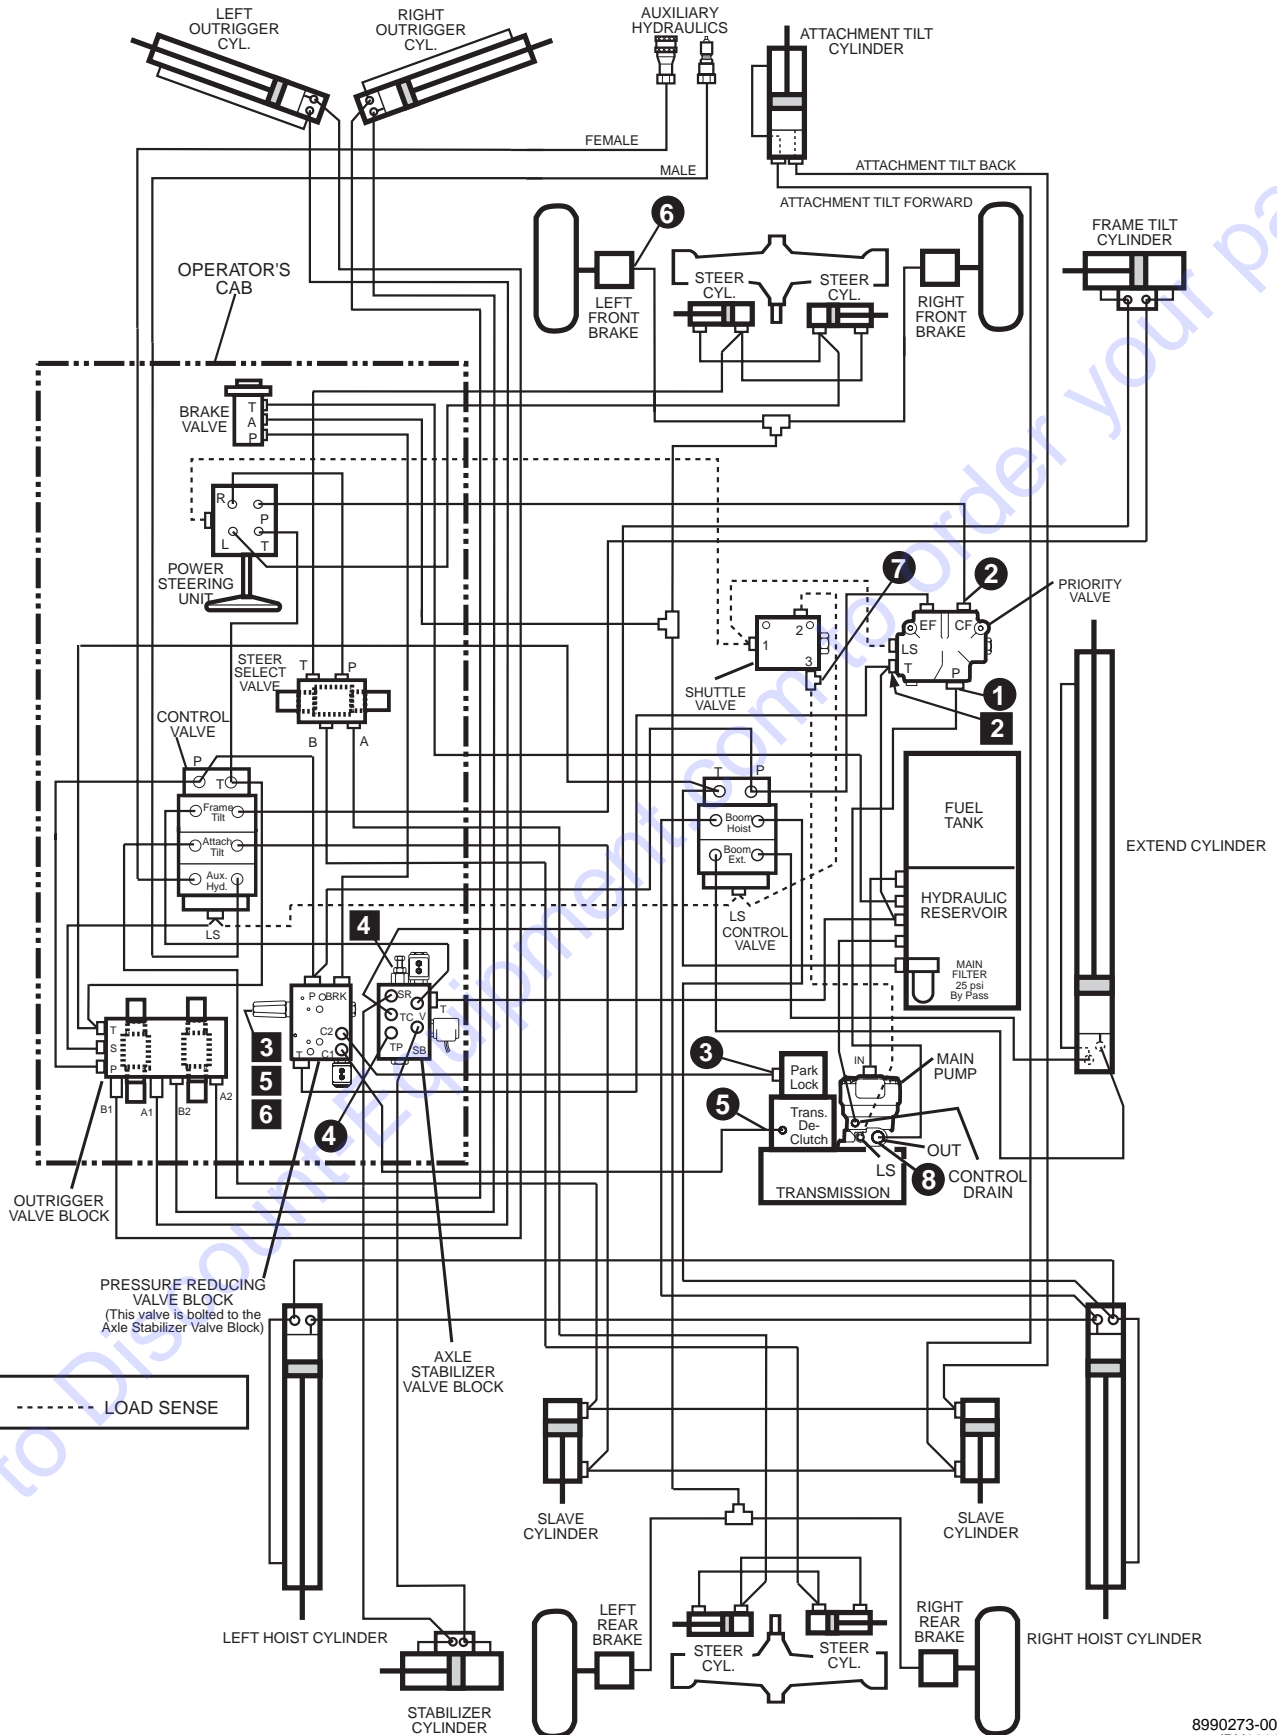 LEFT
OUTRIGGER
CYL.
RIGHT
OUTRIGGER
CYL.
AUXILIARY
HYDRAULICS
ATTACHMENT TILT
CYLINDER
FEMALE
MALE
ATTACHMENT TILT BACK
ATTACHMENT TILT FORWARD
6
FRAME TILT
CYLINDER
OPERATOR'S
CAB
STEER
CYL.
STEER
CYL.
LEFT
FRONT
BRAKE
RIGHT
FRONT
BRAKE
BRAKE
VALVE
T
A
P
R
P
L
T
POWER
STEERING
UNIT
7
2
PRIORITY
VALVE
EF
CF
LS
T
P
1
2
3
SHUTTLE
VALVE
1
2
STEER
SELECT
VALVE
T
P
B
A
CONTROL
VALVE
P
T
Frame
Tilt
Attach
Tilt
Aux.
Hyd.
LS
T
P
Boom
Hoist
Boom
Ext.
LS
CONTROL
VALVE
FUEL
TANK
HYDRAULIC
RESERVOIR
MAIN
FILTER
25 psi
By Pass
EXTEND CYLINDER
4
P
BRK
C2
C1
T
SR
TC
V
T
TP
SB
3
5
6
4
T
S
P
B1
A1
B2
A2
3
Park
Lock
IN
MAIN
PUMP
5
Trans.
De-
Clutch
OUT
LS
8
CONTROL
DRAIN
TRANSMISSION
OUTRIGGER
VALVE BLOCK
PRESSURE REDUCING
VALVE BLOCK
(This valve is bolted to the
Axle Stabilizer Valve Block)
AXLE
STABILIZER
VALVE BLOCK
LOAD SENSE
SLAVE
CYLINDER
SLAVE
CYLINDER
LEFT HOIST CYLINDER
RIGHT HOIST CYLINDER
LEFT
REAR
BRAKE
RIGHT
REAR
BRAKE
STEER
CYL.
STEER
CYL.
STABILIZER
CYLINDER
8990273-00
to Discount-Equipment.com to order your pa